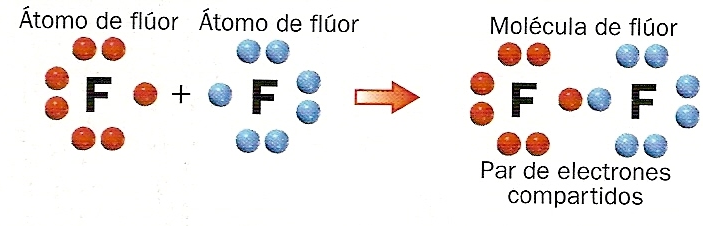 Átomo de flúor Átomo de flúor Molécula de flúor
F + F F F
Par de electrones
compartidos